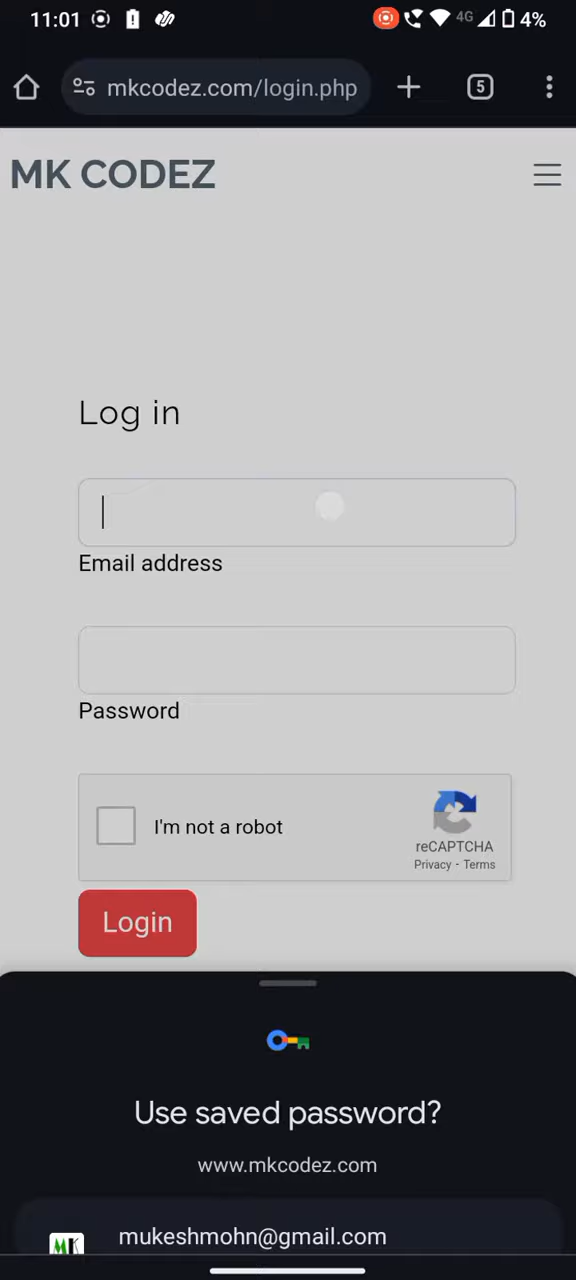 11:01 4G 4%
mkcodez.com/login.php 5
MK CODEZ
Log in
Email address
Password
I'm not a robot
reCAPTCHA
Privacy - Terms
Login
Use saved password?
www.mkcodez.com
mukeshmohn@gmail.com
MK